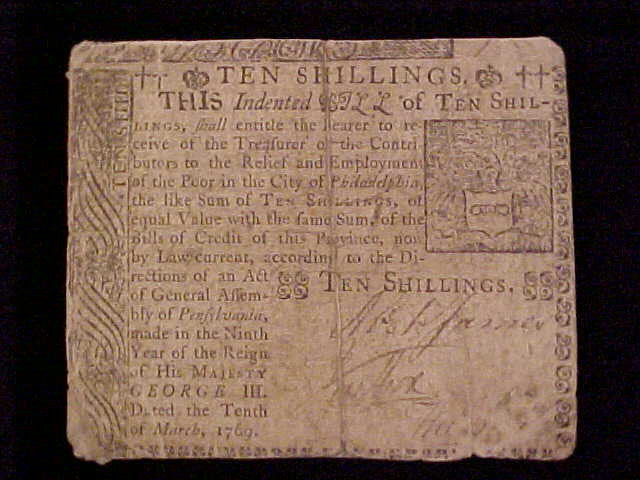 TEN SHILLINGS.
THIS Indented BILL of TEN SHIL-
LINGS, shall entitle the Bearer to re-
ceive of the Treasurer of the Contri-
butors to the Relief and Employment
of the Poor in the City of Philadelphia,
the like Sum of TEN SHILLINGS, of
equal Value with the same Sum, of the
Bills of Credit of this Province, now
by Law current, according to the Di-
rections of an Act
of General Assem-
bly of Pensylvania,
made in the Ninth
Year of the Reign
of His MAJESTY
GEORGE III.
Dated the Tenth
of March, 1769.
TEN SHILLINGS.
James
TEN SHILL